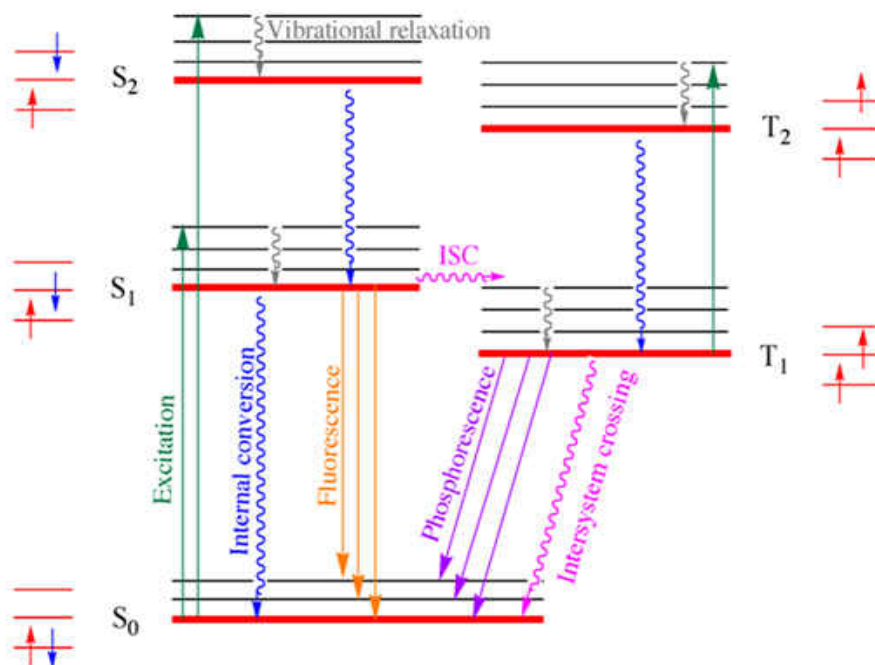 Vibrational relaxation
S2
T2
ISC
S1
T1
Excitation
Internal conversion
Fluorescence
Phosphorescence
Intersystem crossing
S0